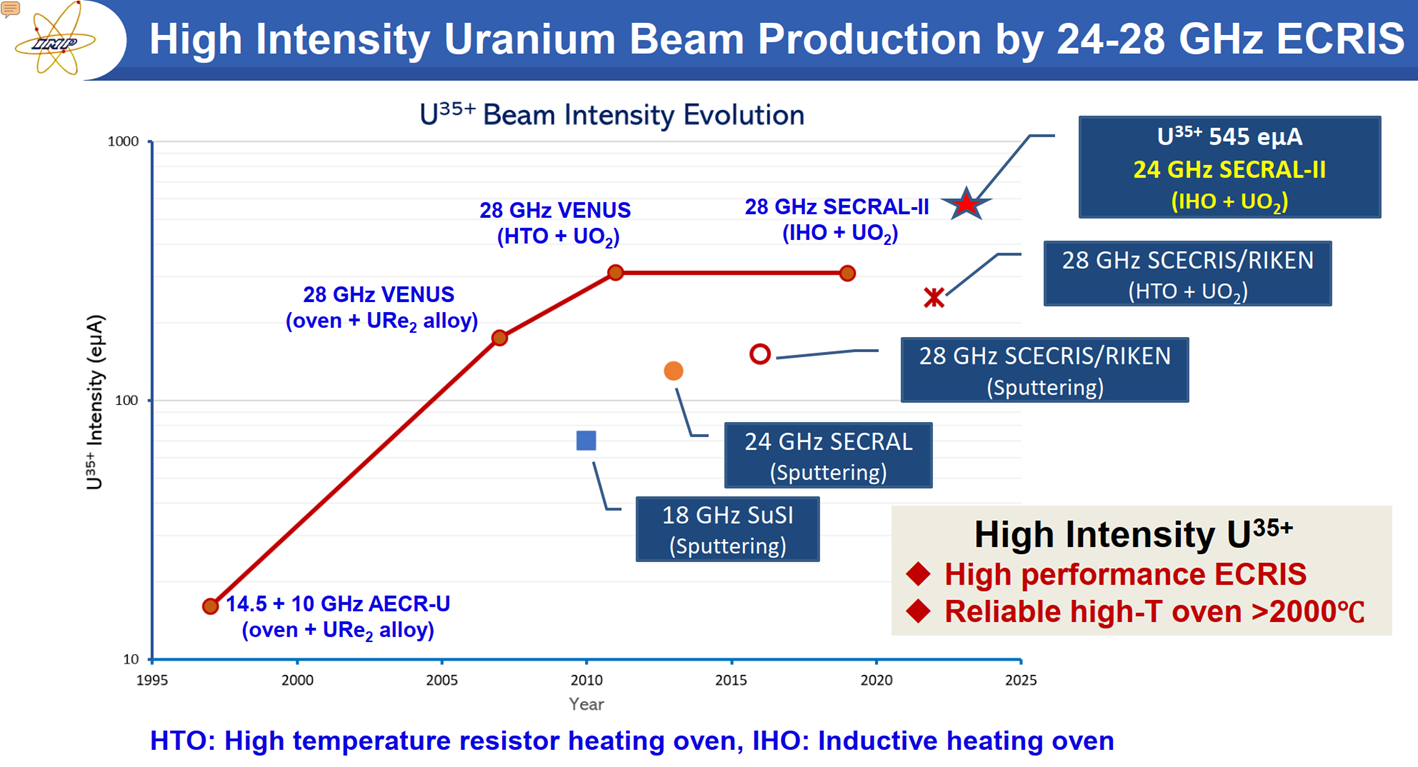 IMP
High Intensity Uranium Beam Production by 24-28 GHz ECRIS
U³⁵⁺ Beam Intensity Evolution
1000
100
10
U³⁵⁺ Intensity (eµA)
1995
2000
2005
2010
2015
2020
2025
Year
14.5 + 10 GHz AECR-U
(oven + URe₂ alloy)
28 GHz VENUS
(oven + URe₂ alloy)
28 GHz VENUS
(HTO + UO₂)
28 GHz SECRAL-II
(IHO + UO₂)
U³⁵⁺ 545 eµA
24 GHz SECRAL-II
(IHO + UO₂)
28 GHz SCECRIS/RIKEN
(HTO + UO₂)
28 GHz SCECRIS/RIKEN
(Sputtering)
24 GHz SECRAL
(Sputtering)
18 GHz SuSI
(Sputtering)
High Intensity U³⁵⁺
◆ High performance ECRIS
◆ Reliable high-T oven >2000℃
HTO: High temperature resistor heating oven, IHO: Inductive heating oven